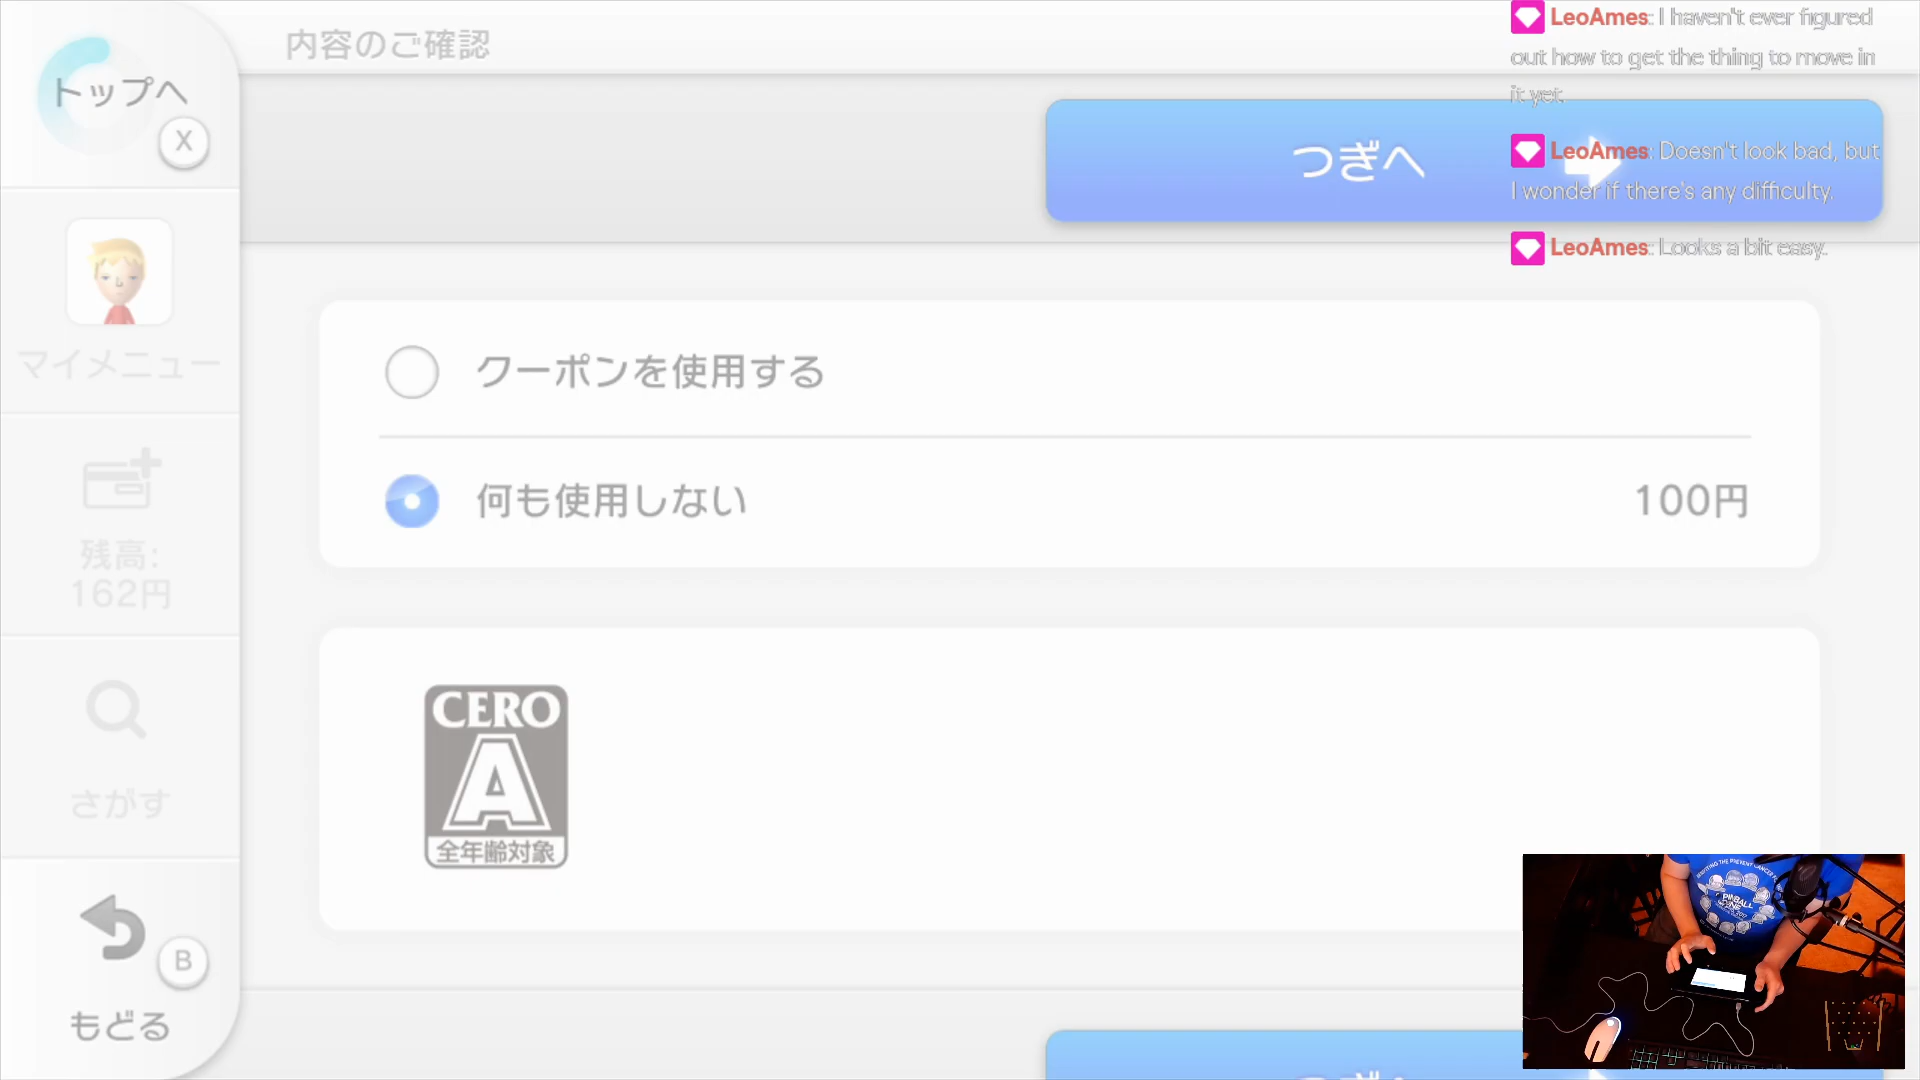 トップへ
X
内容のご確認
つぎへ
LeoAmes: I haven't ever figured
out how to get the thing to move in
it yet.
LeoAmes: Doesn't look bad, but
I wonder if there's any difficulty.
LeoAmes: Looks a bit easy.
マイメニュー
クーポンを使用する
何も使用しない
100円
残高:
162円
さがす
CERO
A
全年齢対象
もどる
B
PINBALL
つぎへ